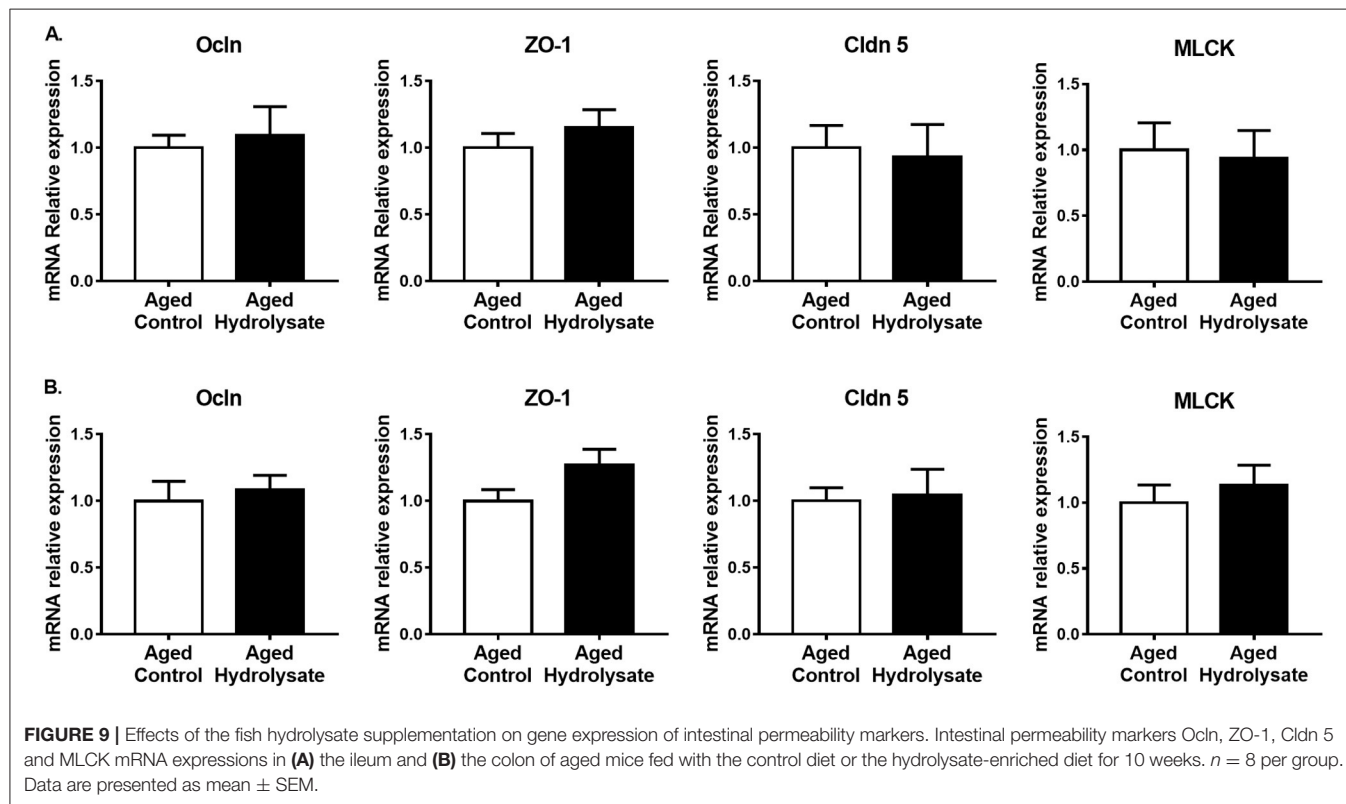 A.
Ocln
mRNA Relative expression
1.5
1.0
0.5
0.0
Aged Aged
Control Hydrolysate
ZO-1
mRNA Relative expression
1.5
1.0
0.5
0.0
Aged Aged
Control Hydrolysate
Cldn 5
mRNA Relative expression
1.5
1.0
0.5
0.0
Aged Aged
Control Hydrolysate
MLCK
mRNA Relative expression
1.5
1.0
0.5
0.0
Aged Aged
Control Hydrolysate
B.
Ocln
mRNA relative expression
1.5
1.0
0.5
0.0
Aged Aged
Control Hydrolysate
ZO-1
mRNA relative expression
1.5
1.0
0.5
0.0
Aged Aged
Control Hydrolysate
Cldn 5
mRNA relative expression
1.5
1.0
0.5
0.0
Aged Aged
Control Hydrolysate
MLCK
mRNA relative expression
1.5
1.0
0.5
0.0
Aged Aged
Control Hydrolysate
FIGURE 9 | Effects of the fish hydrolysate supplementation on gene expression of intestinal permeability markers. Intestinal permeability markers Ocln, ZO-1, Cldn 5
and MLCK mRNA expressions in (A) the ileum and (B) the colon of aged mice fed with the control diet or the hydrolysate-enriched diet for 10 weeks. n = 8 per group.
Data are presented as mean ± SEM.